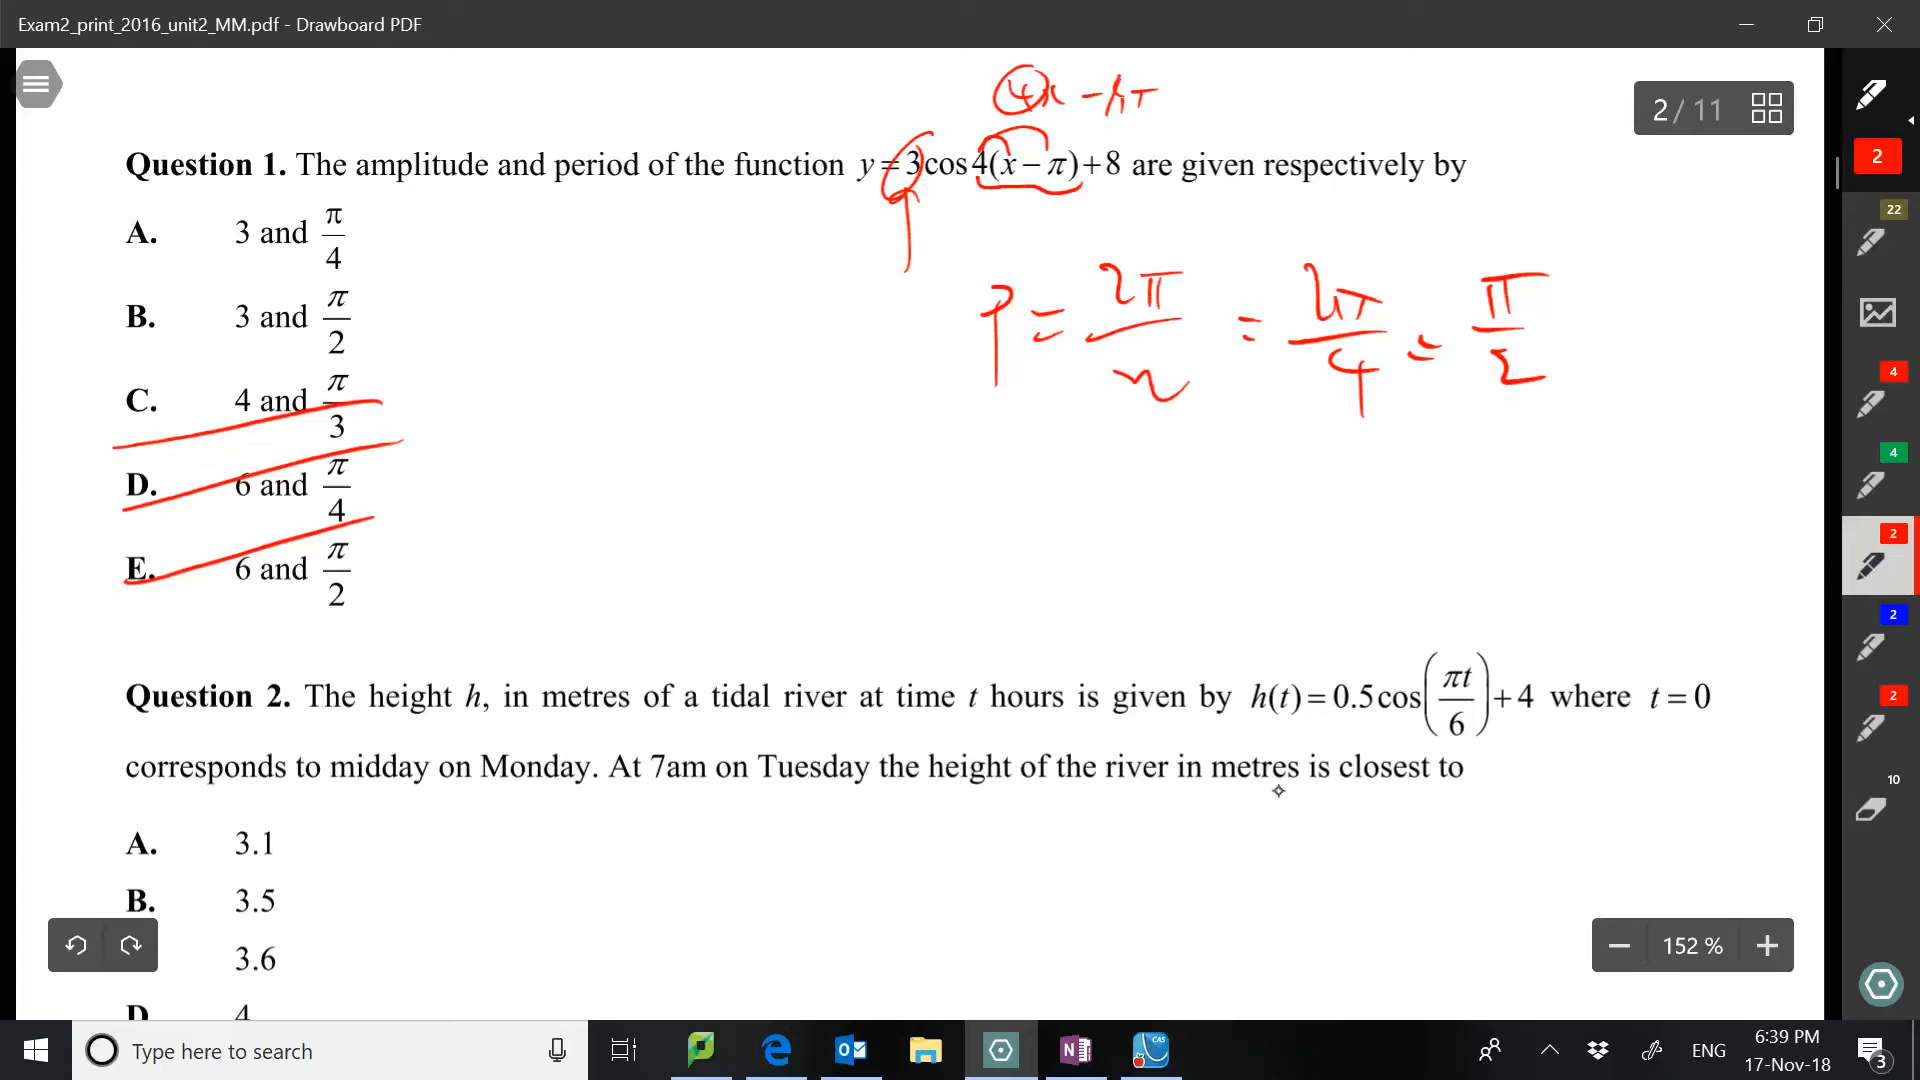 Exam2_print_2016_unit2_MM.pdf - Drawboard PDF
2 / 11
4x - 4π
Question 1. The amplitude and period of the function y = 3cos4(x − π) + 8 are given respectively by
A. 3 and π/4
B. 3 and π/2
C. 4 and π/3
D. 6 and π/4
E. 6 and π/2
P = 2π/n = 2π/4 = π/2
Question 2. The height h, in metres of a tidal river at time t hours is given by h(t) = 0.5cos(πt/6) + 4 where t = 0
corresponds to midday on Monday. At 7am on Tuesday the height of the river in metres is closest to
A. 3.1
B. 3.5
3.6
D 4
152 %
2
22
4
4
2
2
2
10
Type here to search
CAS
ENG
6:39 PM
17-Nov-18
3